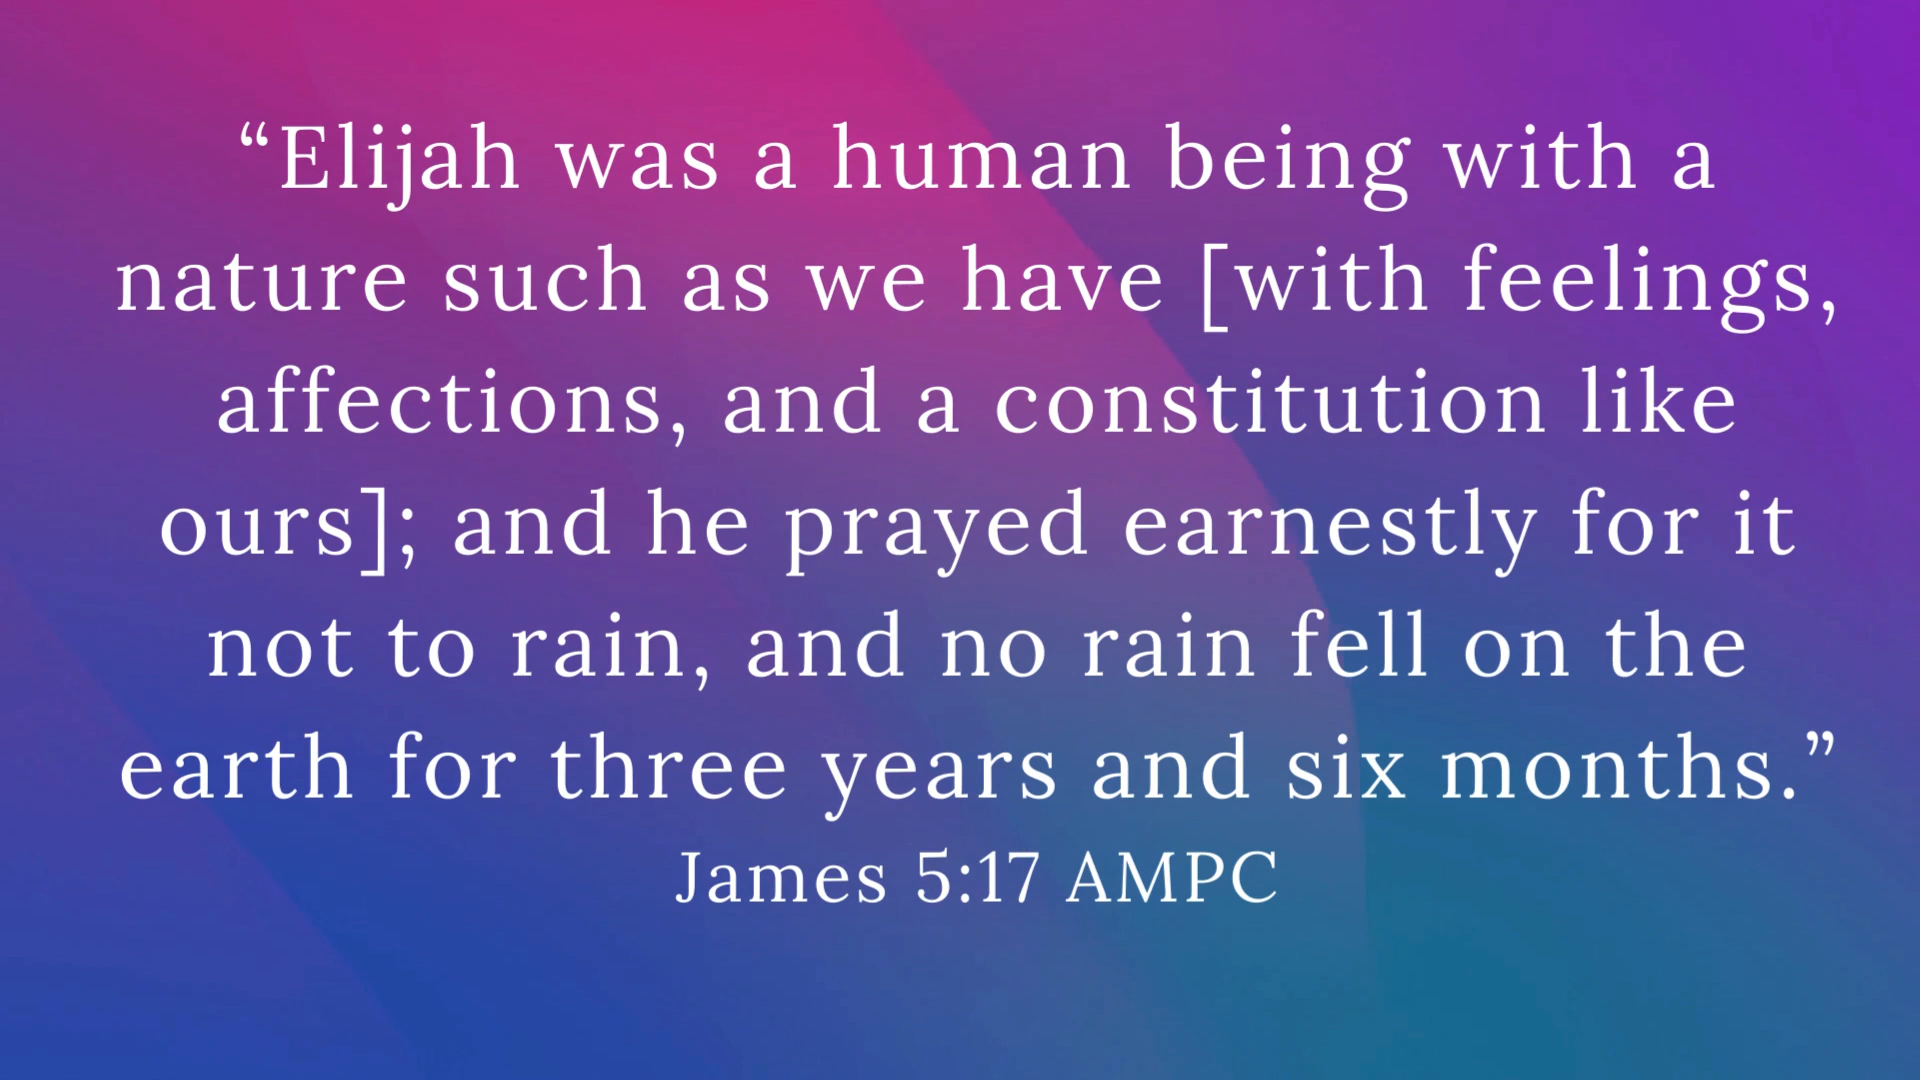 “Elijah was a human being with a
nature such as we have [with feelings,
affections, and a constitution like
ours]; and he prayed earnestly for it
not to rain, and no rain fell on the
earth for three years and six months.”
James 5:17 AMPC